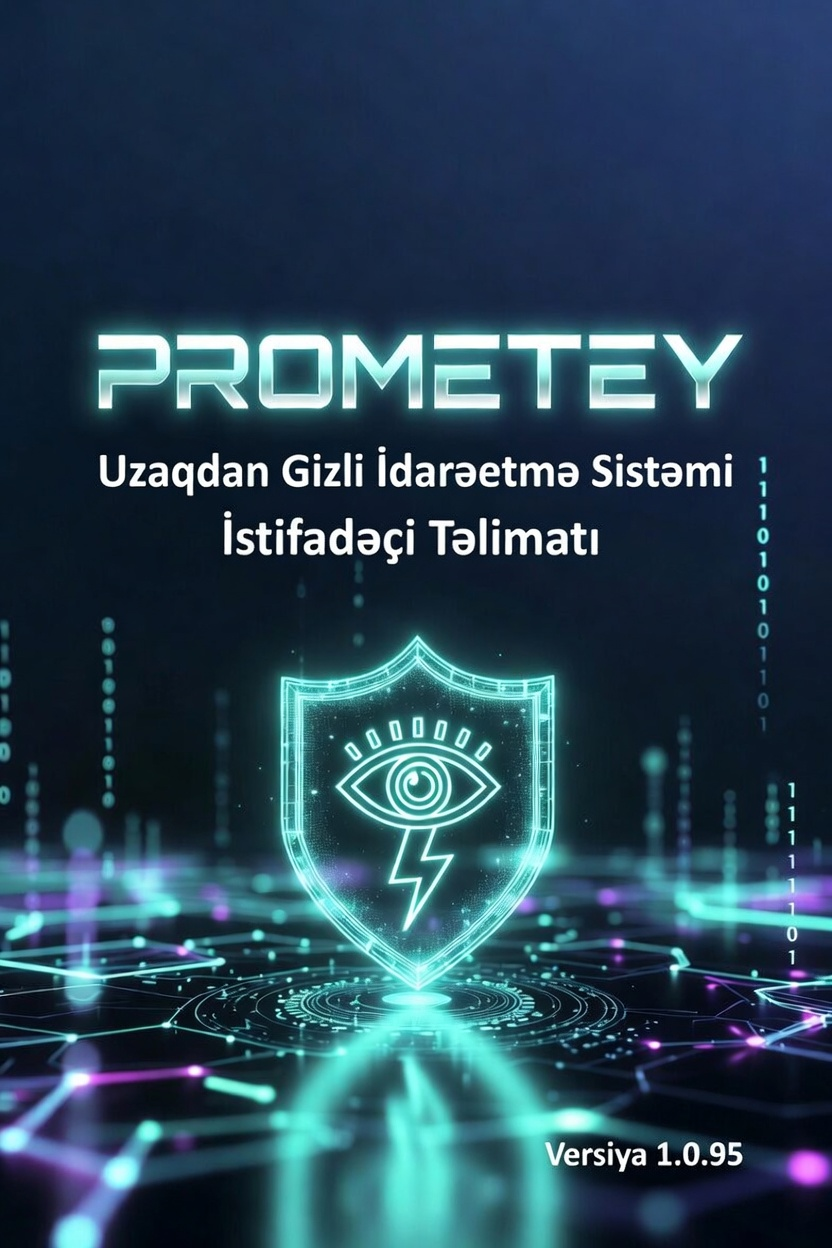 PROMETEY
Uzaqdan Gizli İdarəetmə Sistəmi
İstifadəçi Təlimatı
Versiya 1.0.95